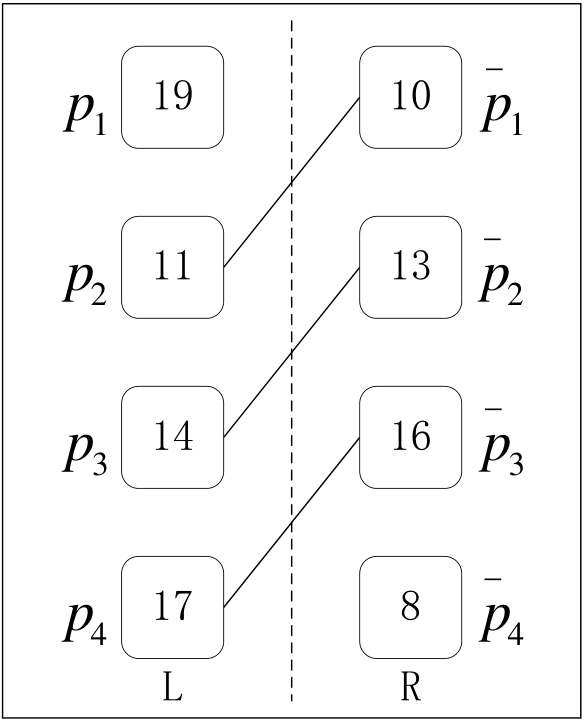 p₁ 19 10 p̄₁
p₂ 11 13 p̄₂
p₃ 14 16 p̄₃
p₄ 17 8 p̄₄
L R